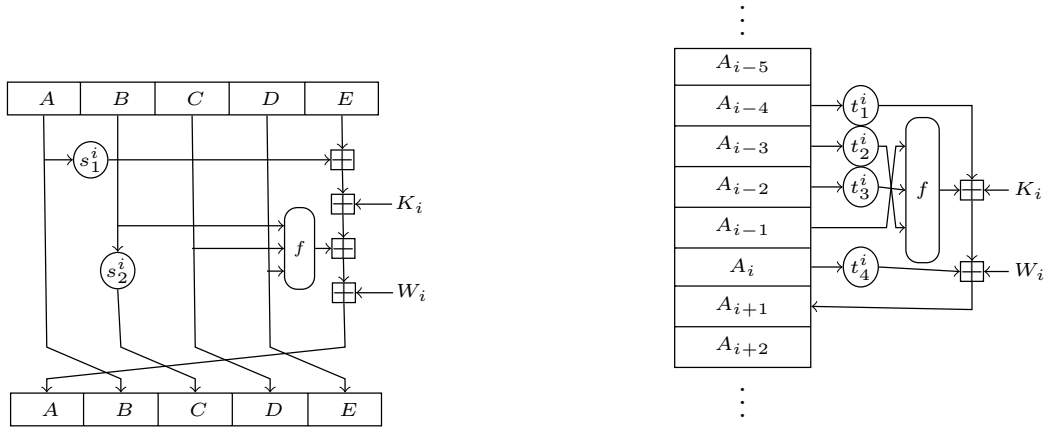 A B C D E
s_1^i
K_i
f
s_2^i
W_i
A B C D E
A_{i−5}
A_{i−4} t_1^i
A_{i−3} t_2^i
A_{i−2} t_3^i f K_i
A_{i−1}
A_i t_4^i W_i
A_{i+1}
A_{i+2}